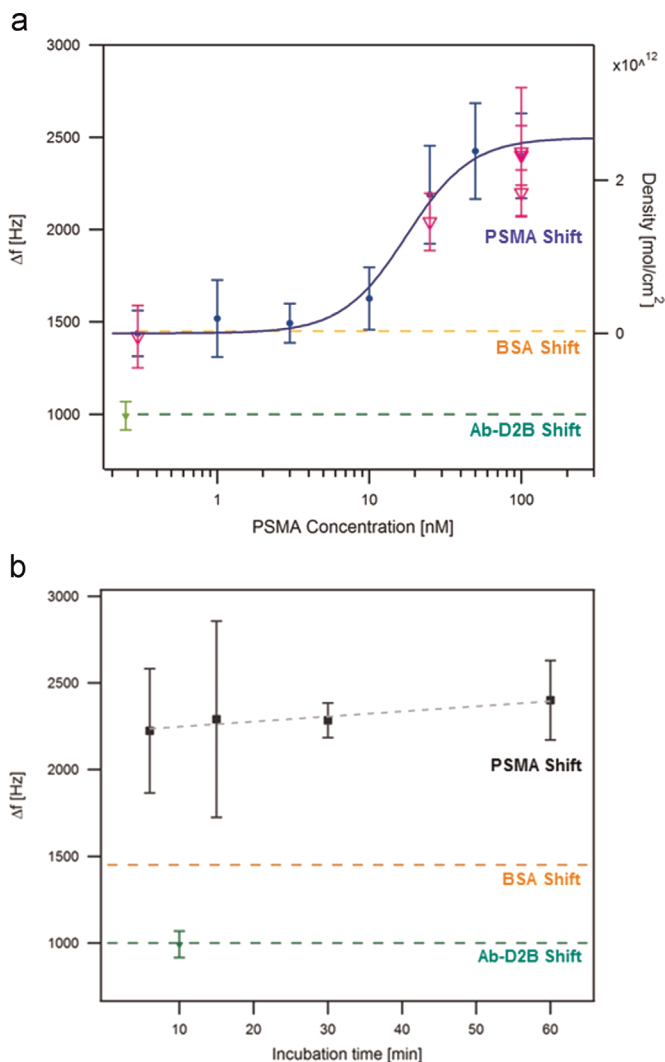 a
3000
2500
2000
1500
1000
Δf [Hz]
x10^12
2
0
Density [mol/cm²]
PSMA Shift
BSA Shift
Ab-D2B Shift
1
10
100
PSMA Concentration [nM]
b
3000
2500
2000
1500
1000
Δf [Hz]
PSMA Shift
BSA Shift
Ab-D2B Shift
10
20
30
40
50
60
Incubation time [min]